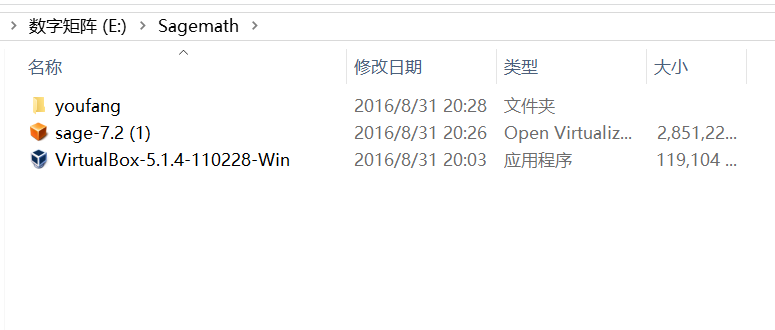 数字矩阵 (E:) Sagemath
名称 修改日期 类型 大小
youfang 2016/8/31 20:28 文件夹
sage-7.2 (1) 2016/8/31 20:26 Open Virtualiz... 2,851,22...
VirtualBox-5.1.4-110228-Win 2016/8/31 20:03 应用程序 119,104 ...